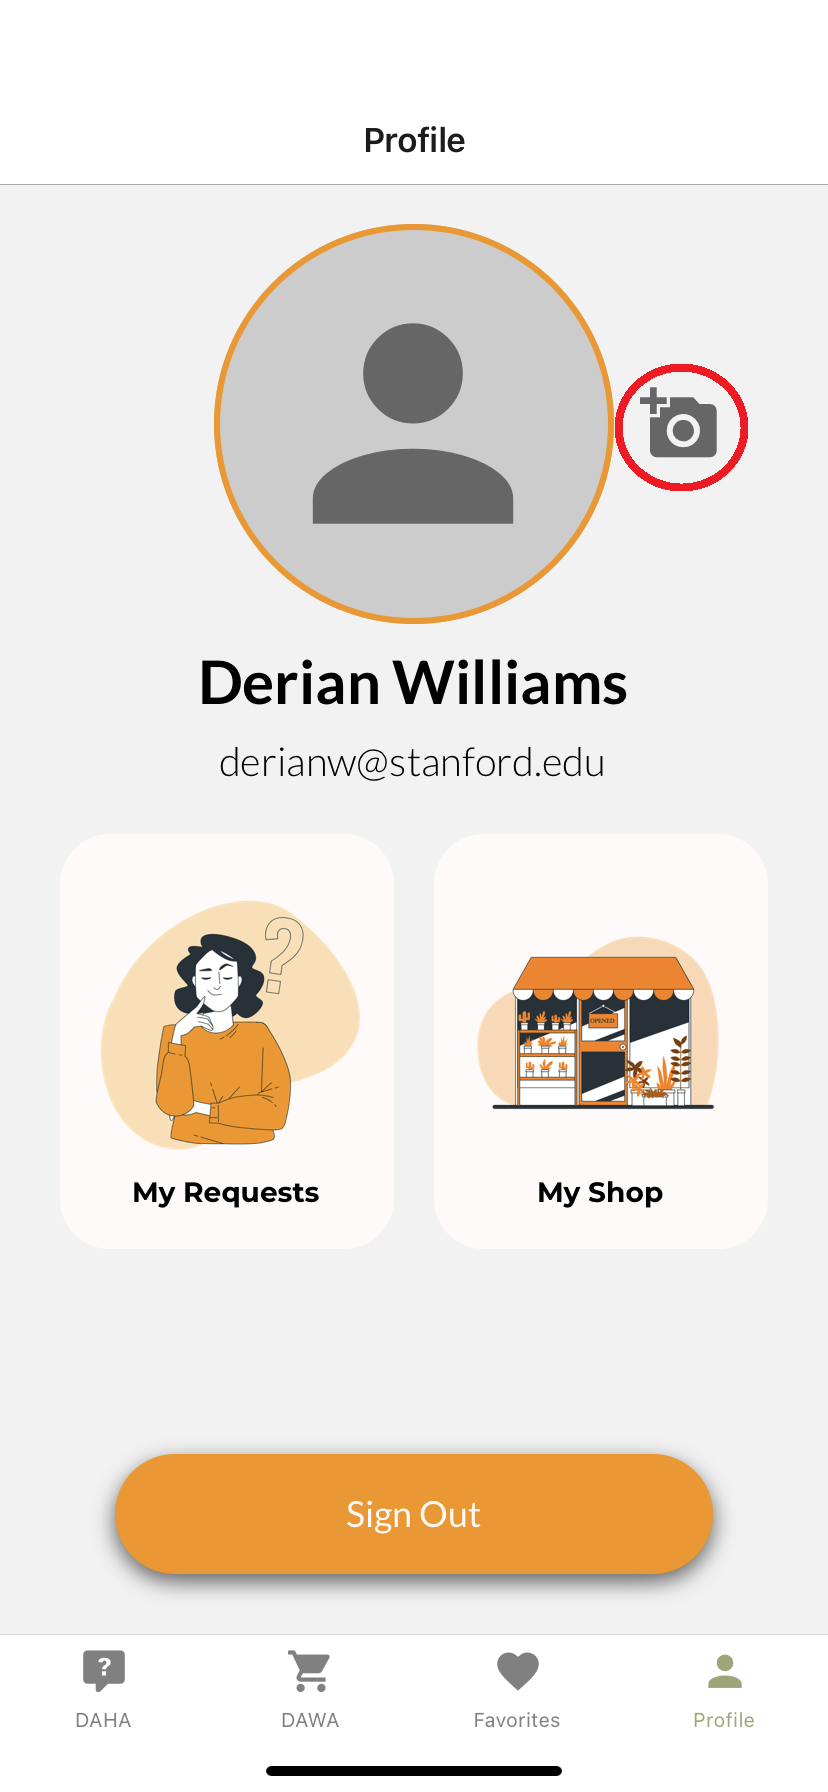 Profile
Derian Williams
derianw@stanford.edu
OPENED
My Requests
My Shop
Sign Out
DAHA
DAWA
Favorites
Profile